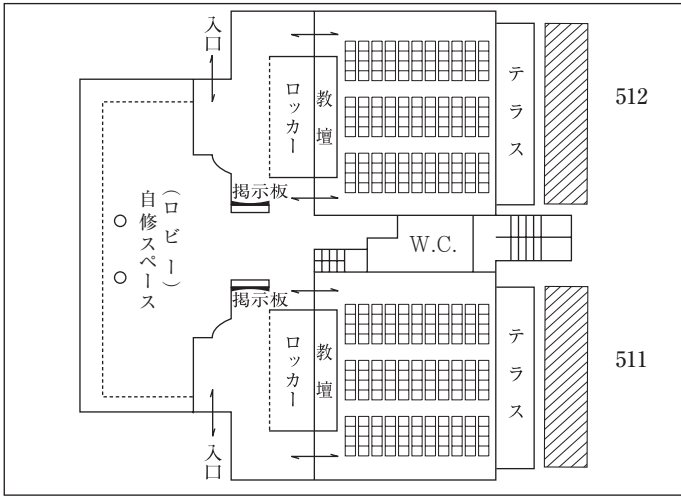 入口
ロッカー
教壇
テラス
512
掲示板
(ロビー)
自修スペース
W.C.
掲示板
ロッカー
教壇
テラス
511
入口